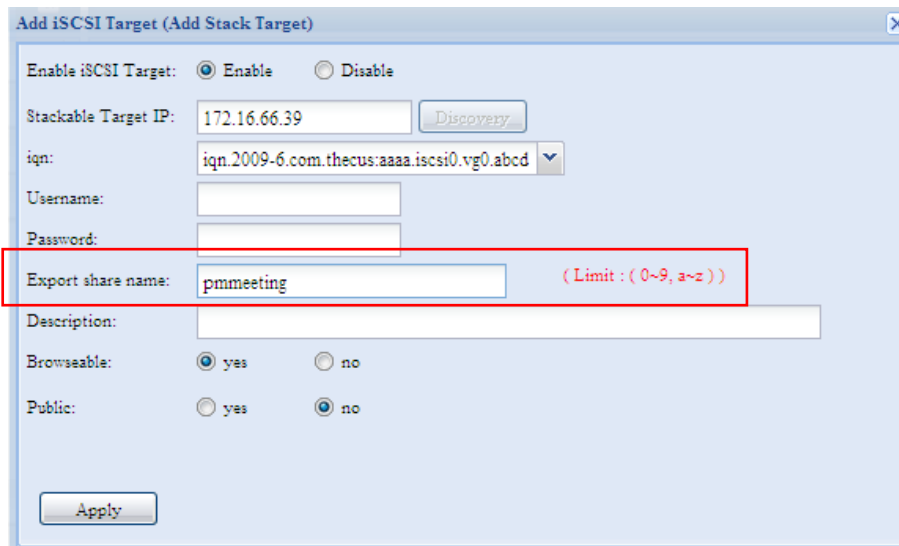 Add iSCSI Target (Add Stack Target)
Enable iSCSI Target: Enable Disable
Stackable Target IP: 172.16.66.39 Discovery
iqn: iqn.2009-6.com.thecus:aaaa.iscsi0.vg0.abcd
Username:
Password:
Export share name: pmmeeting ( Limit : ( 0~9, a~z ) )
Description:
Browseable: yes no
Public: yes no
Apply